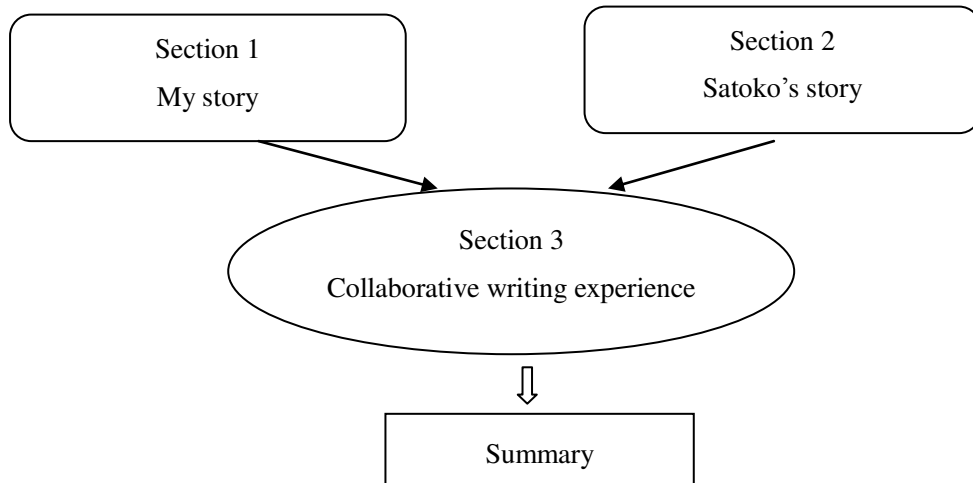 Section 1
My story
Section 2
Satoko’s story
Section 3
Collaborative writing experience
Summary